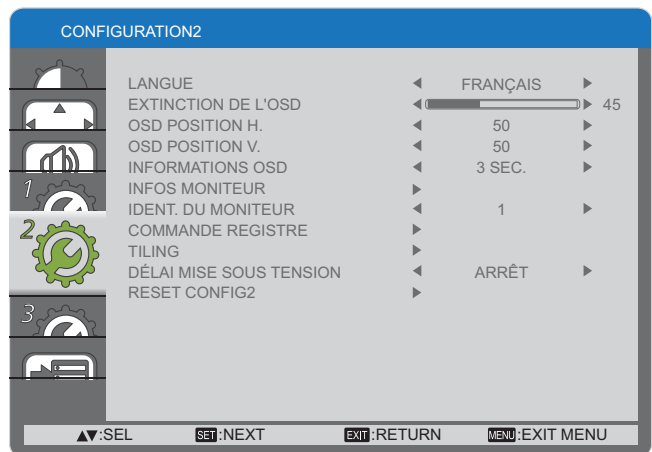 CONFIGURATION2
LANGUE FRANÇAIS
EXTINCTION DE L'OSD 45
OSD POSITION H. 50
OSD POSITION V. 50
INFORMATIONS OSD 3 SEC.
INFOS MONITEUR
IDENT. DU MONITEUR 1
COMMANDE REGISTRE
TILING
DÉLAI MISE SOUS TENSION ARRÊT
RESET CONFIG2
1
2
3
:SEL SET:NEXT EXIT:RETURN MENU:EXIT MENU